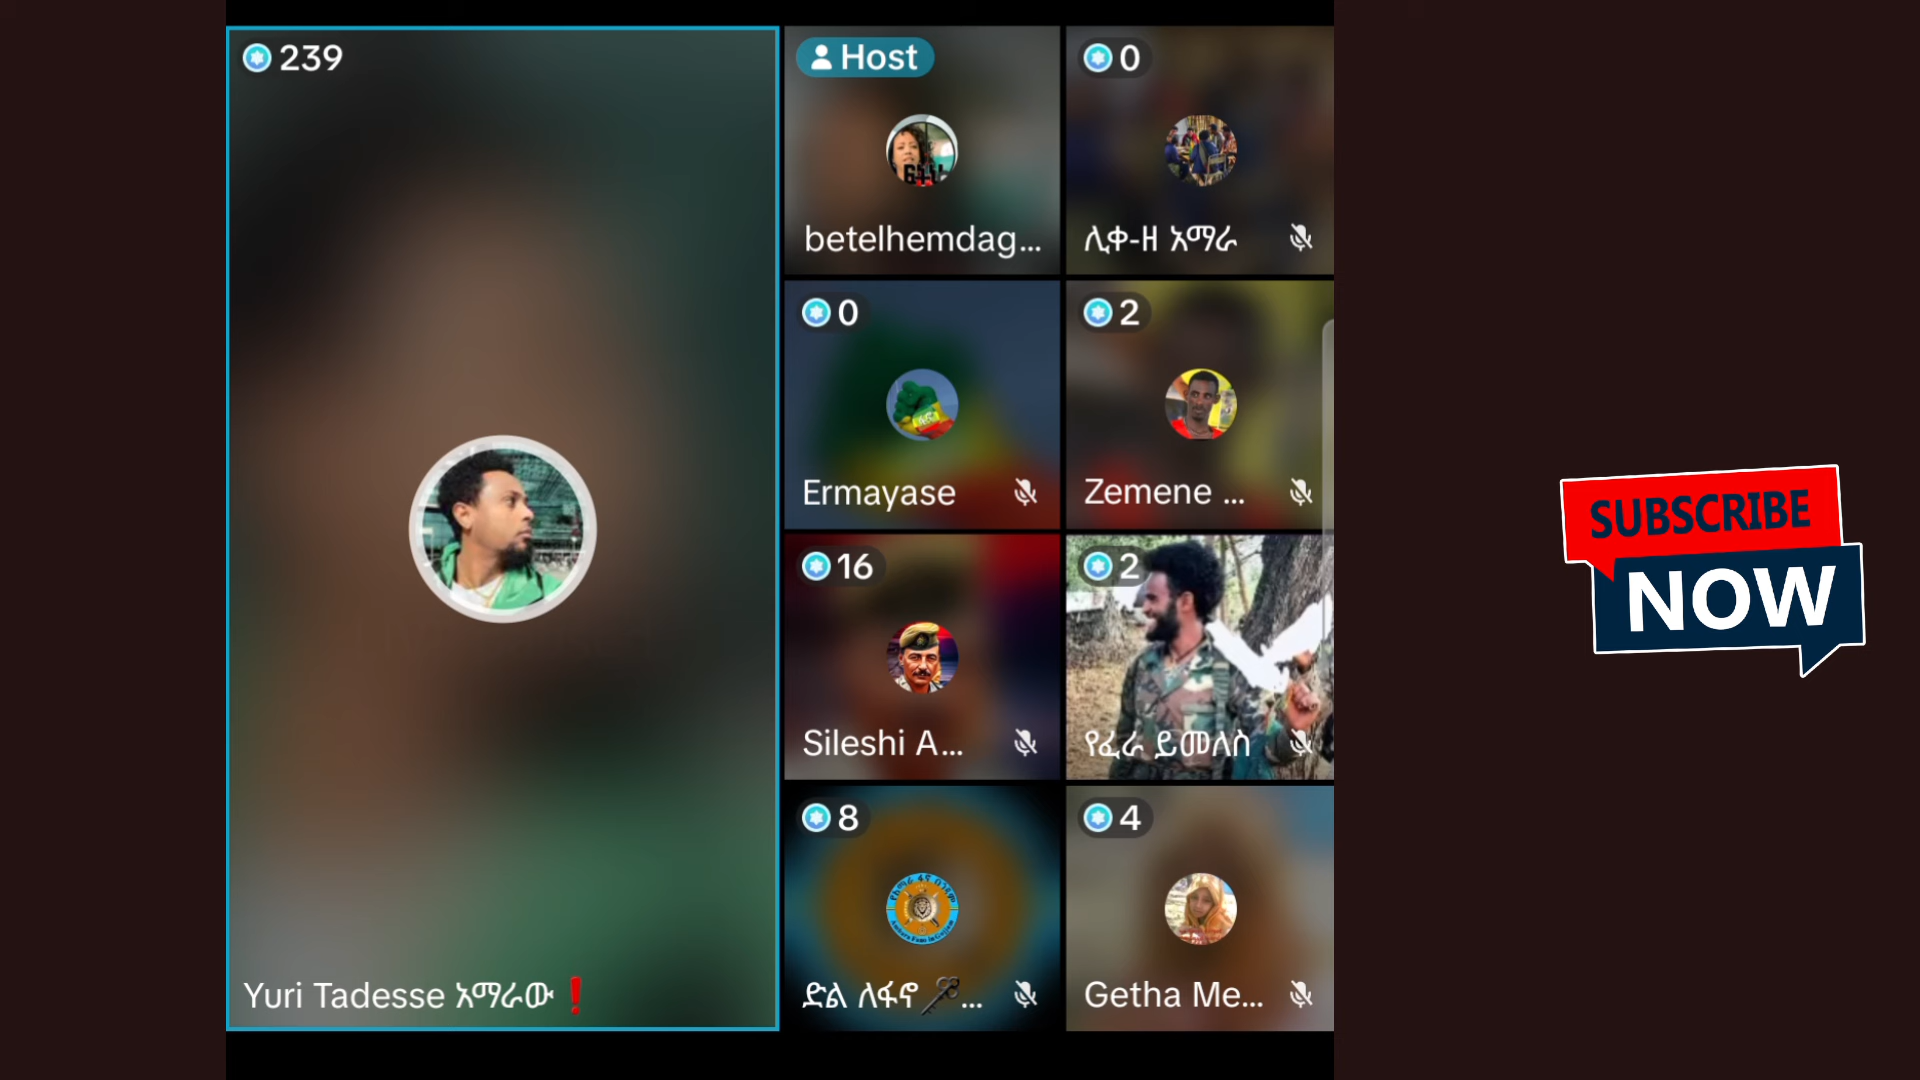 239
Host
betelhemdag...
0
ሊቀ-ዘ አማራ
0
Ermayase
2
Zemene ...
16
Sileshi A...
2
የፈራ ይመለስ
8
ድል ለፋኖ 🗝️...
4
Getha Me...
Yuri Tadesse አማራው❗
SUBSCRIBE
NOW